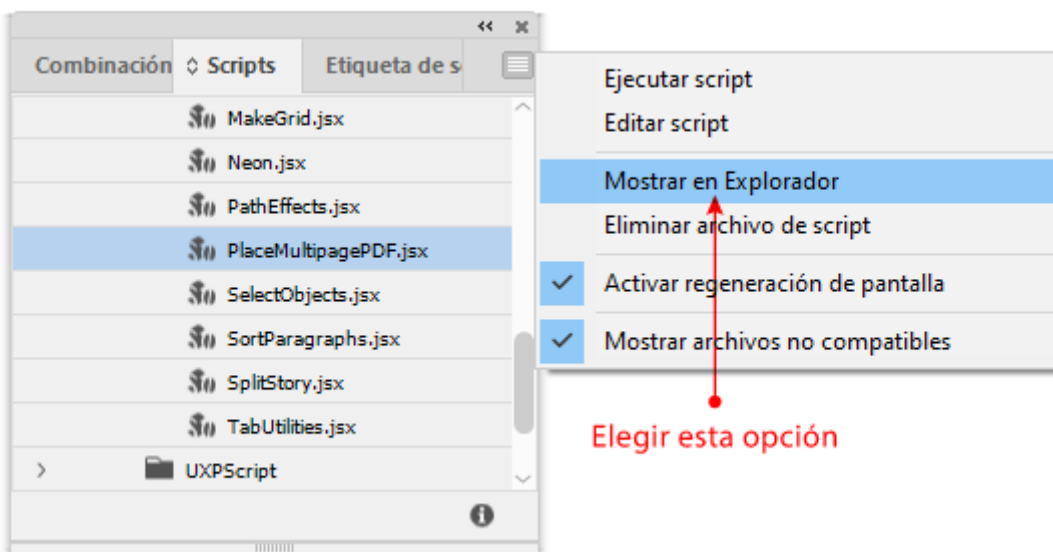 Combinación
Scripts
Etiqueta de s
MakeGrid.jsx
Neon.jsx
PathEffects.jsx
PlaceMultipagePDF.jsx
SelectObjects.jsx
SortParagraphs.jsx
SplitStory.jsx
TabUtilities.jsx
UXPScript
Ejecutar script
Editar script
Mostrar en Explorador
Eliminar archivo de script
Activar regeneración de pantalla
Mostrar archivos no compatibles
Elegir esta opción